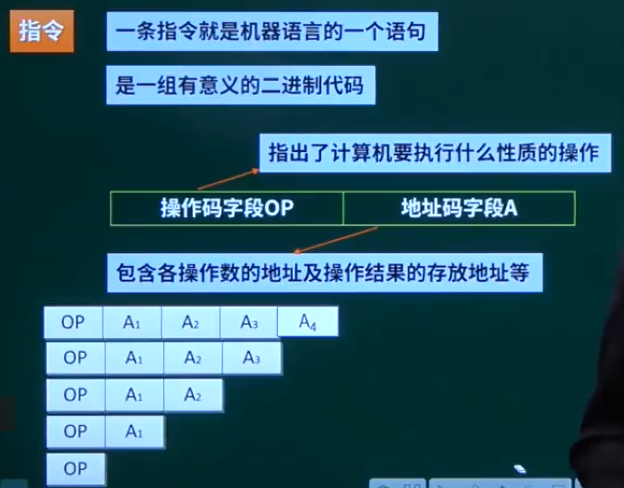 指令
一条指令就是机器语言的一个语句
是一组有意义的二进制代码
指出了计算机要执行什么性质的操作
操作码字段OP 地址码字段A
包含各操作数的地址及操作结果的存放地址等
OP A1 A2 A3 A4
OP A1 A2 A3
OP A1 A2
OP A1
OP